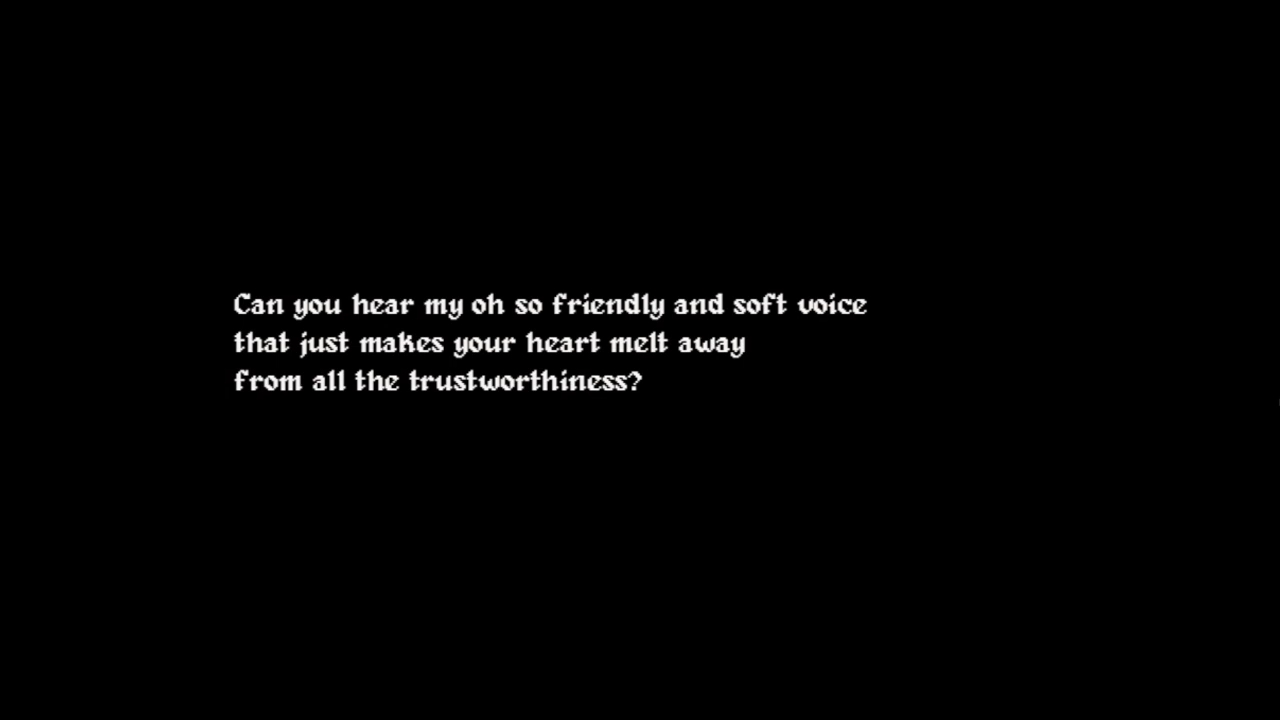 Can you hear my oh so friendly and soft voice
that just makes your heart melt away
from all the trustworthiness?